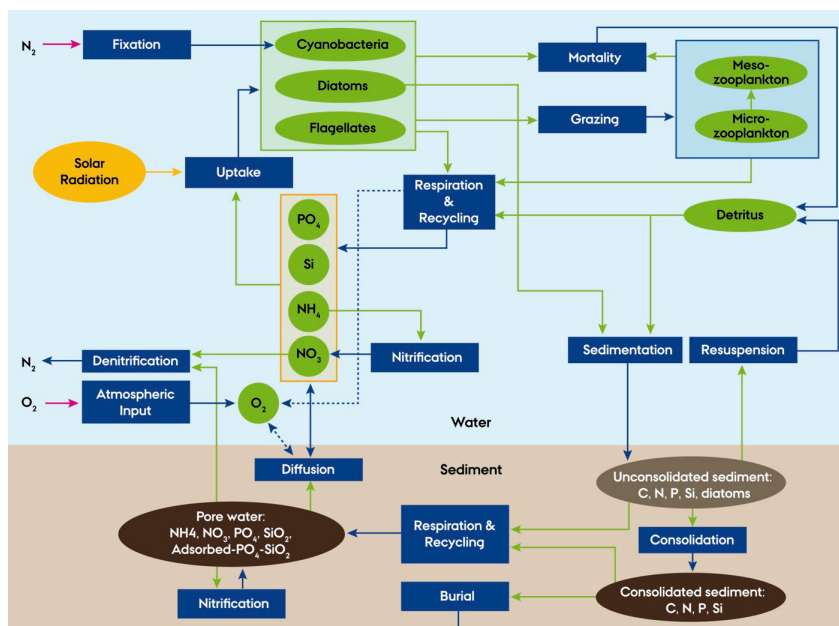 N₂
Fixation
Cyanobacteria
Diatoms
Flagellates
Mortality
Grazing
Meso-
zooplankton
Micro-
zooplankton
Solar
Radiation
Uptake
Respiration
&
Recycling
Detritus
PO₄
Si
NH₄
NO₃
Nitrification
Sedimentation
Resuspension
N₂
Denitrification
O₂
Atmospheric
Input
O₂
Water
Diffusion
Sediment
Unconsolidated sediment:
C, N, P, Si, diatoms
Pore water:
NH4, NO₃, PO₄, SiO₂,
Adsorbed-PO₄-SiO₂
Respiration &
Recycling
Consolidation
Nitrification
Burial
Consolidated sediment:
C, N, P, Si